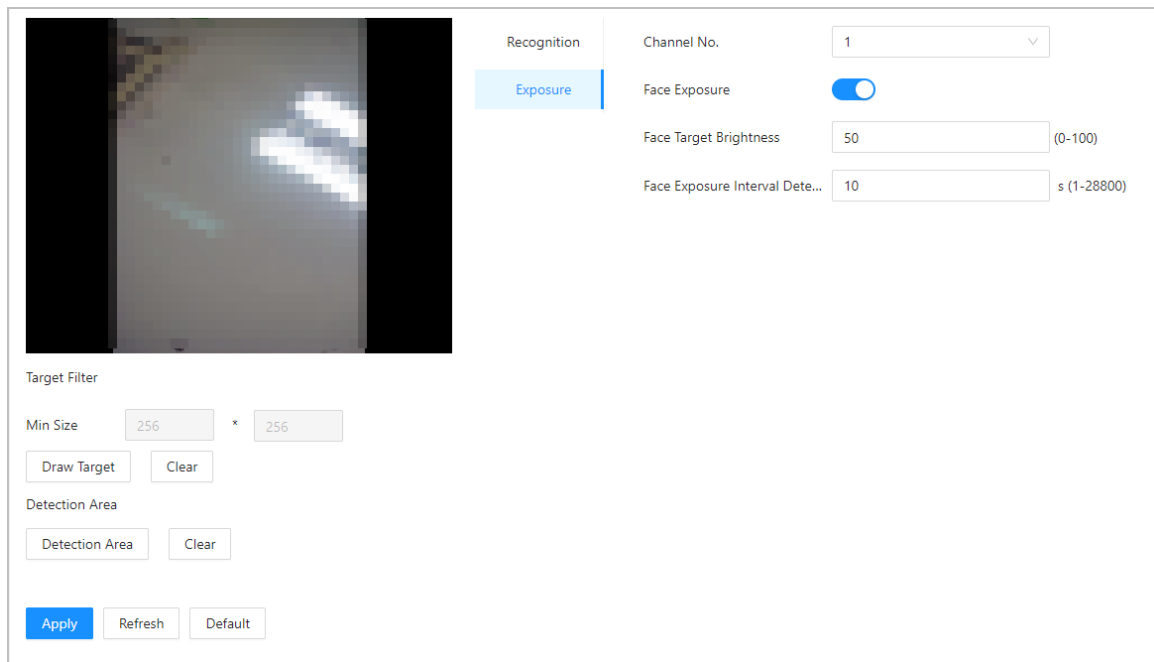 Recognition
Exposure
Channel No.
1
Face Exposure
Face Target Brightness
50
(0-100)
Face Exposure Interval Dete...
10
s (1-28800)
Target Filter
Min Size
256
*
256
Draw Target
Clear
Detection Area
Detection Area
Clear
Apply
Refresh
Default